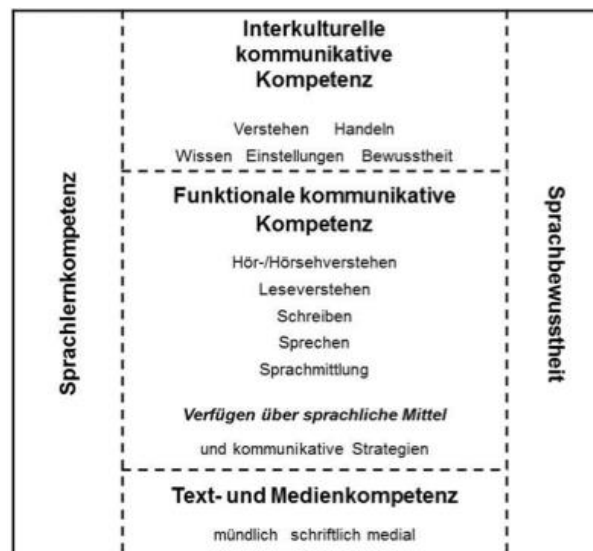 Sprachlernkompetenz
Interkulturelle
kommunikative
Kompetenz
Verstehen Handeln
Wissen Einstellungen Bewusstheit
Funktionale kommunikative
Kompetenz
Hör-/Hörsehverstehen
Leseverstehen
Schreiben
Sprechen
Sprachmittlung
Verfügen über sprachliche Mittel
und kommunikative Strategien
Text- und Medienkompetenz
mündlich schriftlich medial
Sprachbewusstheit